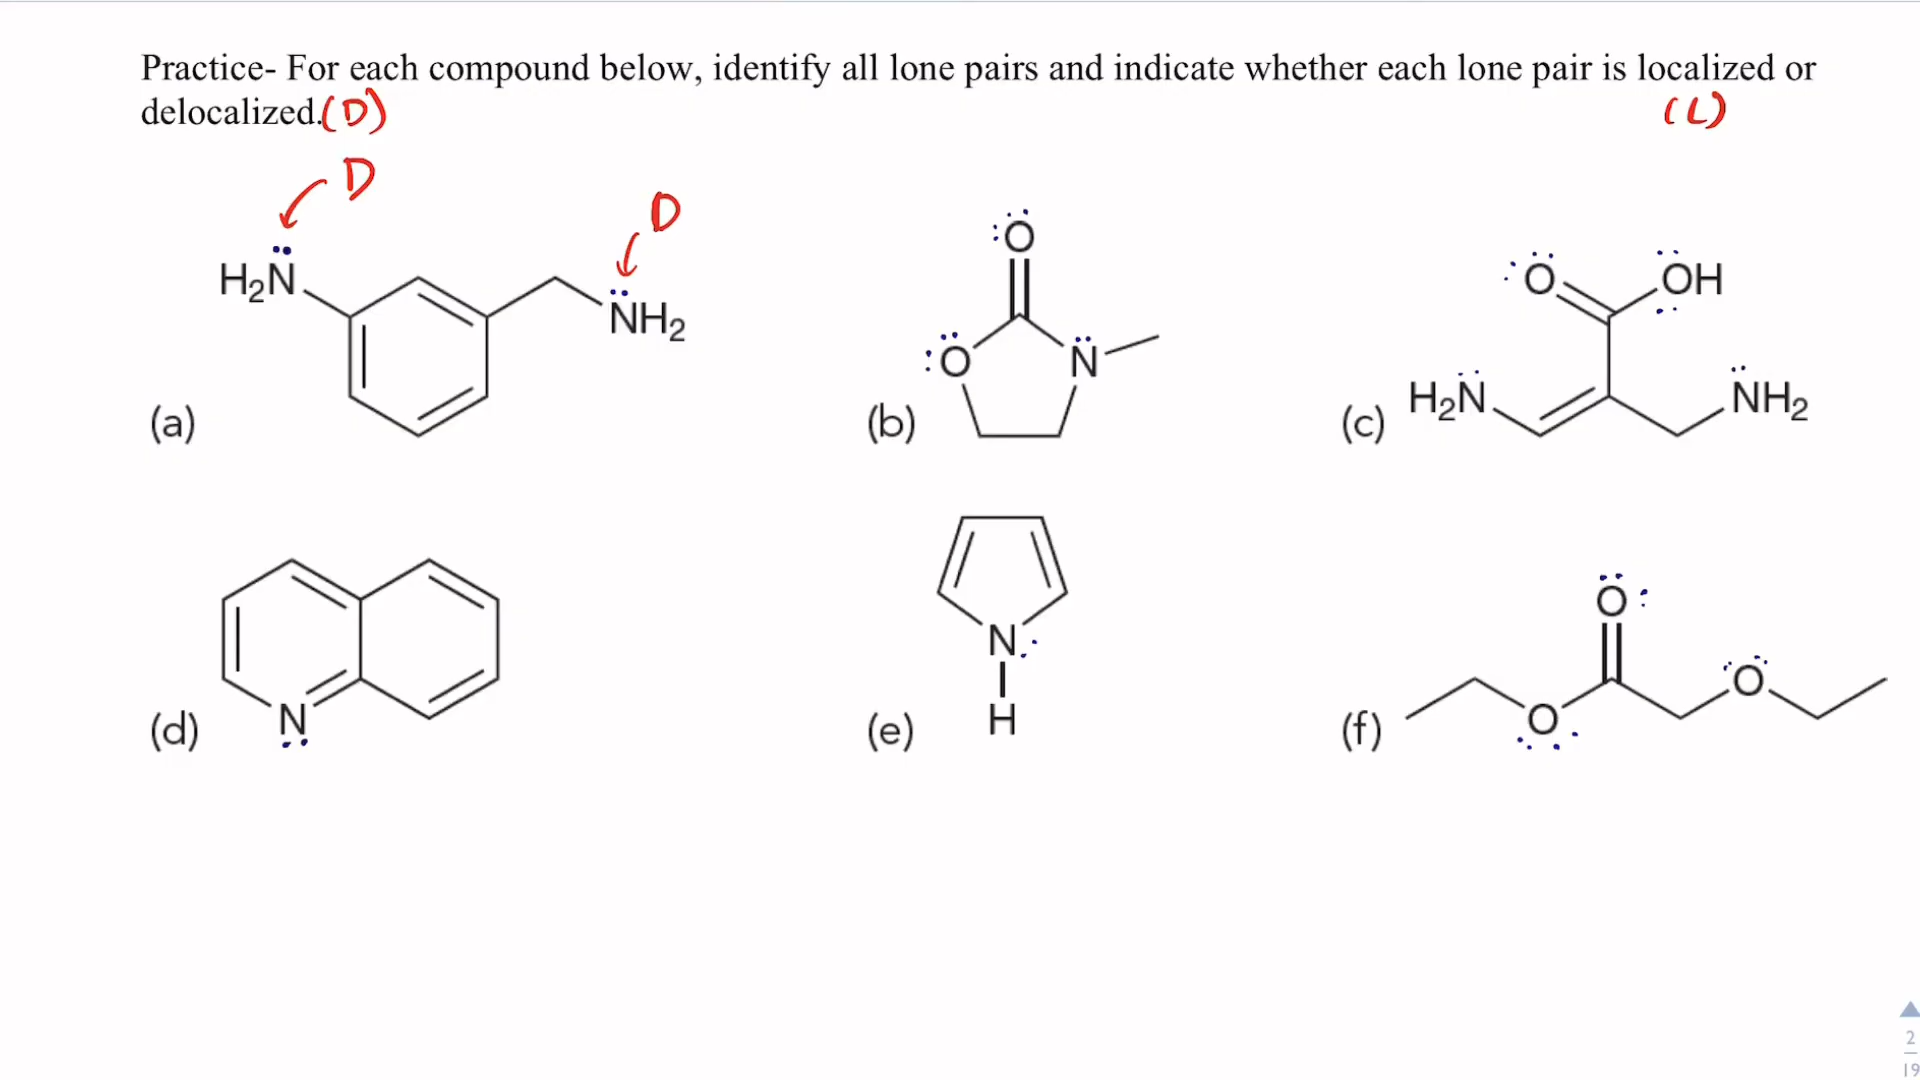 Practice- For each compound below, identify all lone pairs and indicate whether each lone pair is localized or
(L)
delocalized.(D)
D
D
H₂N
NH₂
(a)
O
O
N
(b)
O
OH
H₂N
NH₂
(c)
N
(d)
N
H
(e)
O
O
O
(f)
2
19